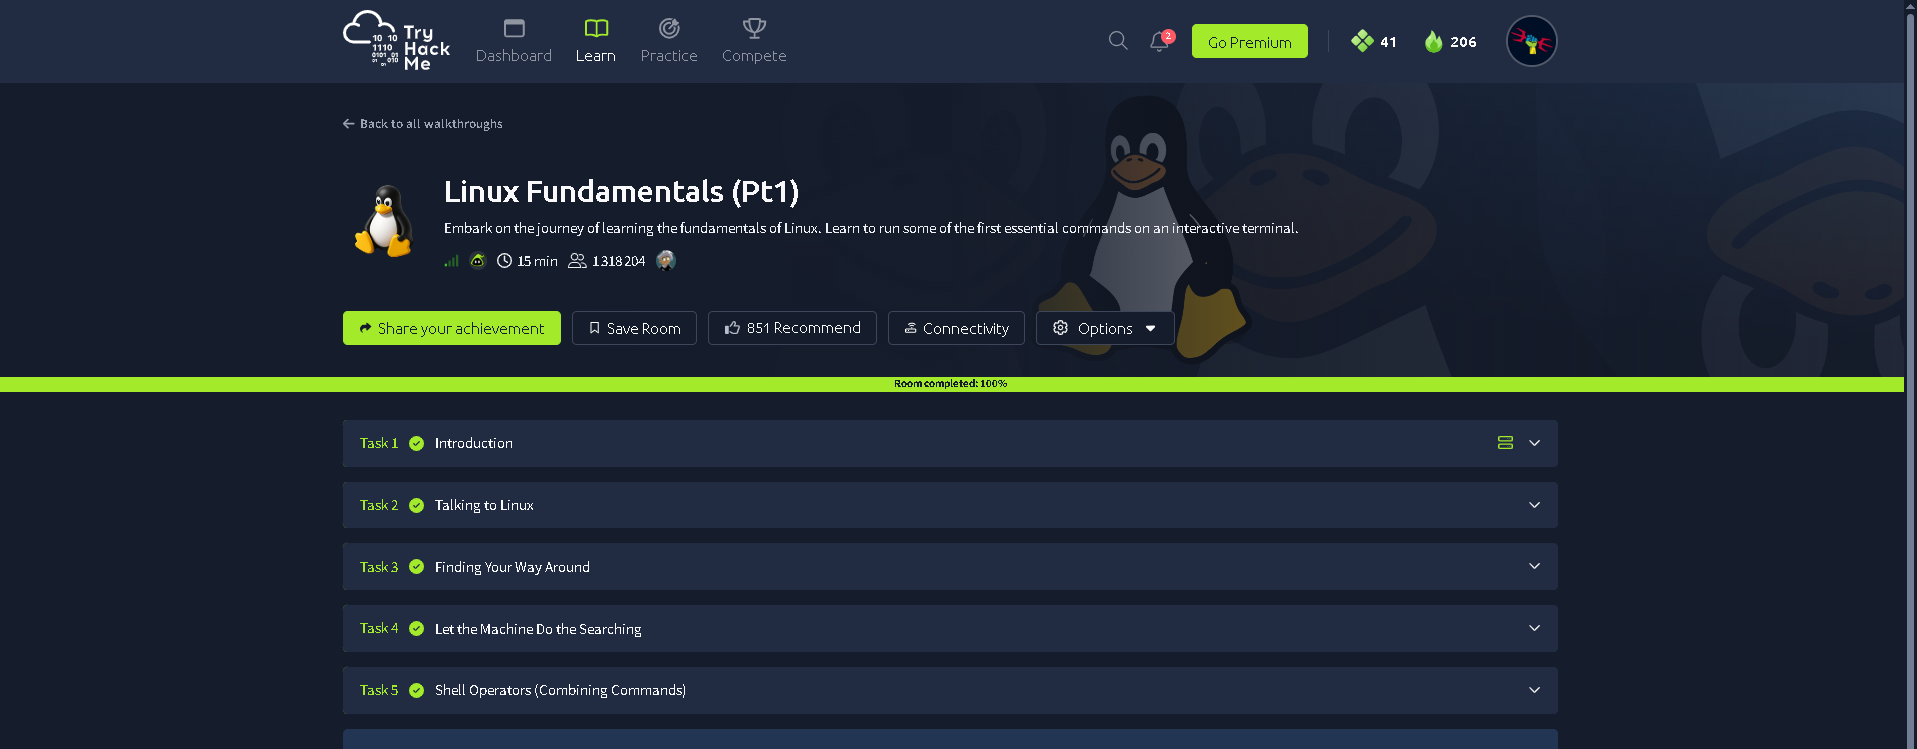 Try Hack Me
Dashboard
Learn
Practice
Compete
2
Go Premium
41
206
Back to all walkthroughs
Linux Fundamentals (Pt1)
Embark on the journey of learning the fundamentals of Linux. Learn to run some of the first essential commands on an interactive terminal.
15 min
1318204
Share your achievement
Save Room
851 Recommend
Connectivity
Options
Room completed: 100%
Task 1 Introduction
Task 2 Talking to Linux
Task 3 Finding Your Way Around
Task 4 Let the Machine Do the Searching
Task 5 Shell Operators (Combining Commands)